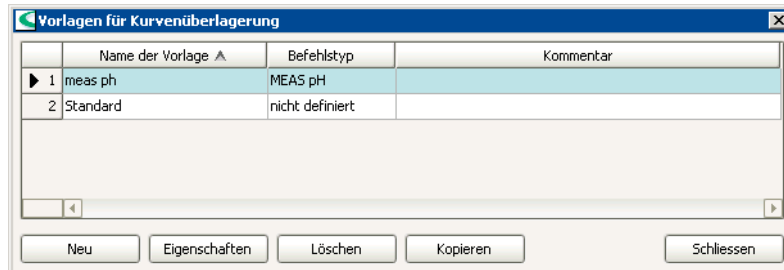 Vorlagen für Kurvenüberlagerung
Name der Vorlage Befehlstyp Kommentar
1 meas ph MEAS pH
2 Standard nicht definiert
Neu Eigenschaften Löschen Kopieren Schliessen